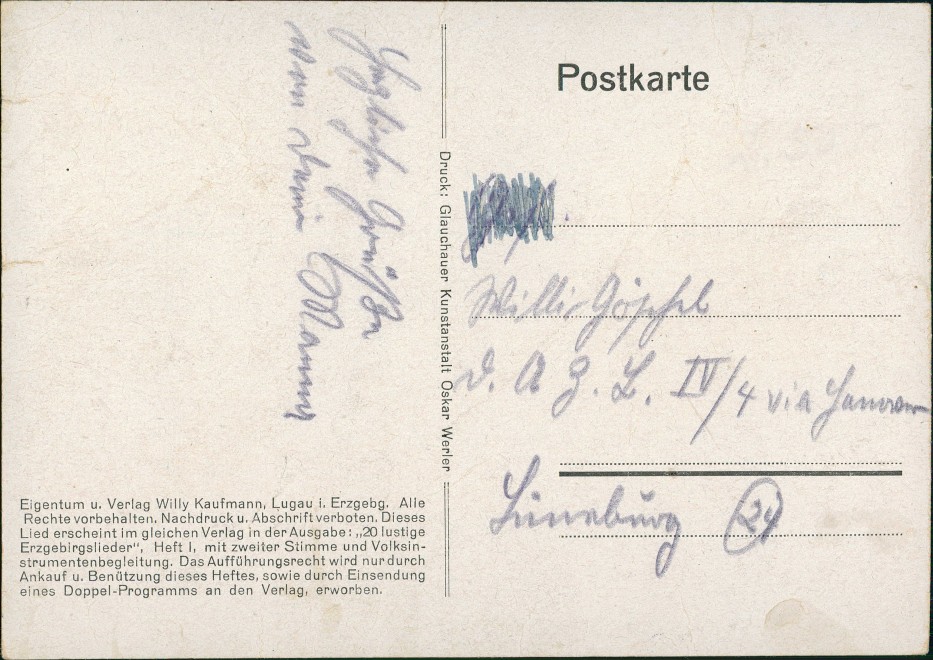 Postkarte
Herzliche Grüße
von Deine
Druck: Glauchauer Kunstanstalt Oskar Werler
Willi Göpfel
D. A. G. L. IV/4 via
Lüneburg (24)
Eigentum u. Verlag Willy Kaufmann, Lugau i. Erzgebg. Alle
Rechte vorbehalten. Nachdruck u. Abschrift verboten. Dieses
Lied erscheint im gleichen Verlag in der Ausgabe: „20 lustige
Erzgebirgslieder“, Heft I, mit zweiter Stimme und Volksin-
strumentenbegleitung. Das Aufführungsrecht wird nur durch
Ankauf u. Benützung dieses Heftes, sowie durch Einsendung
eines Doppel-Programms an den Verlag, erworben.